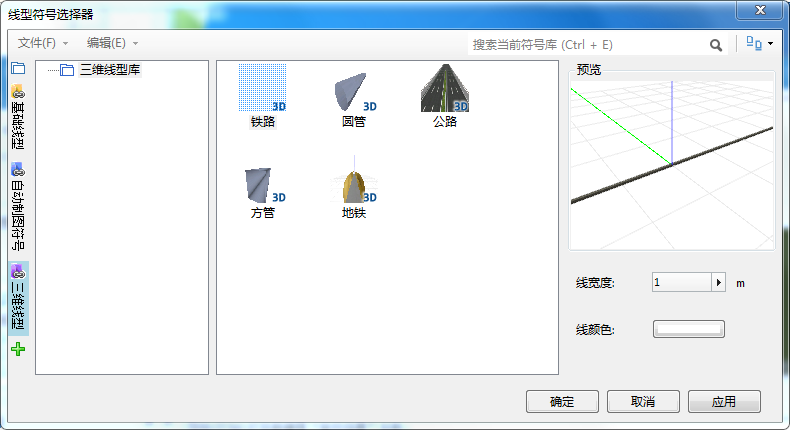 线型符号选择器
文件(F)
编辑(E)
搜索当前符号库 (Ctrl + E)
基础线型
自动制图符号
三维线型
三维线型库
3D
铁路
3D
圆管
3D
公路
3D
方管
3D
地铁
预览
线宽度:
1
m
线颜色:
确定
取消
应用